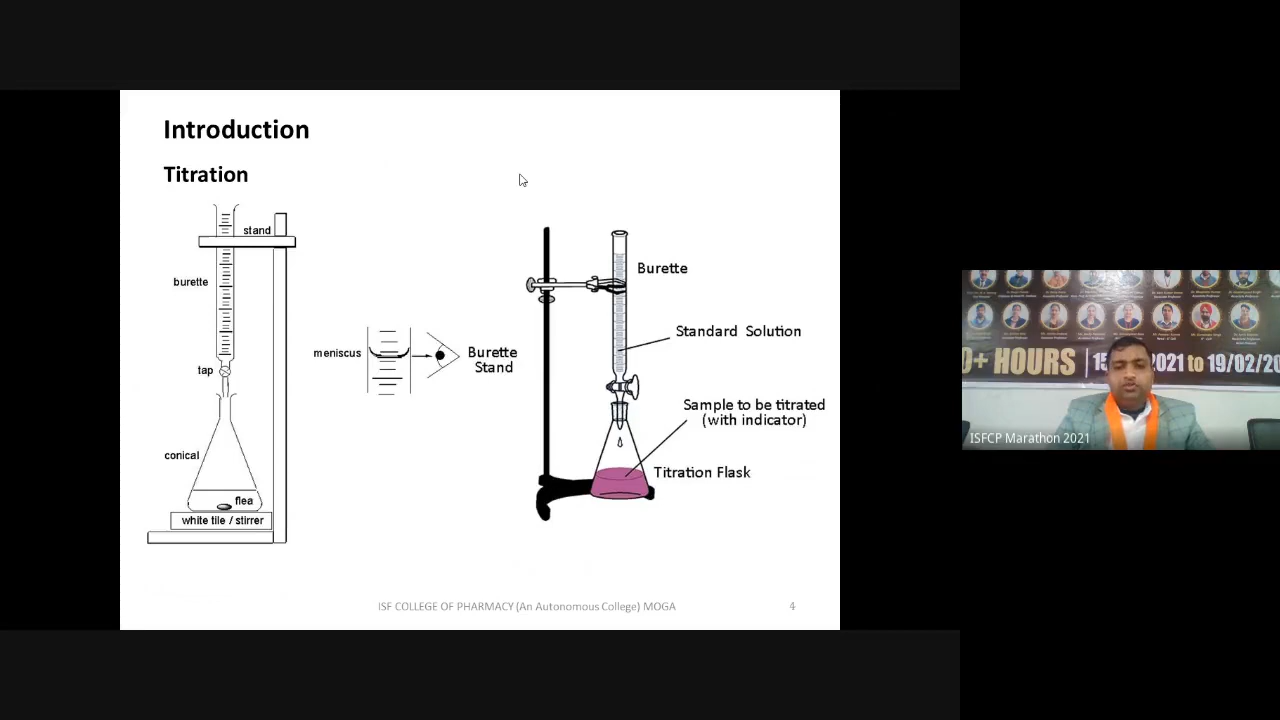 Introduction
Titration
stand
burette
meniscus
tap
conical
flea
white tile / stirrer
Burette
Stand
Burette
Standard Solution
Sample to be titrated
(with indicator)
Titration Flask
ISF COLLEGE OF PHARMACY (An Autonomous College) MOGA
4
0+ HOURS
2021 to 19/02/20
ISFCP Marathon 2021